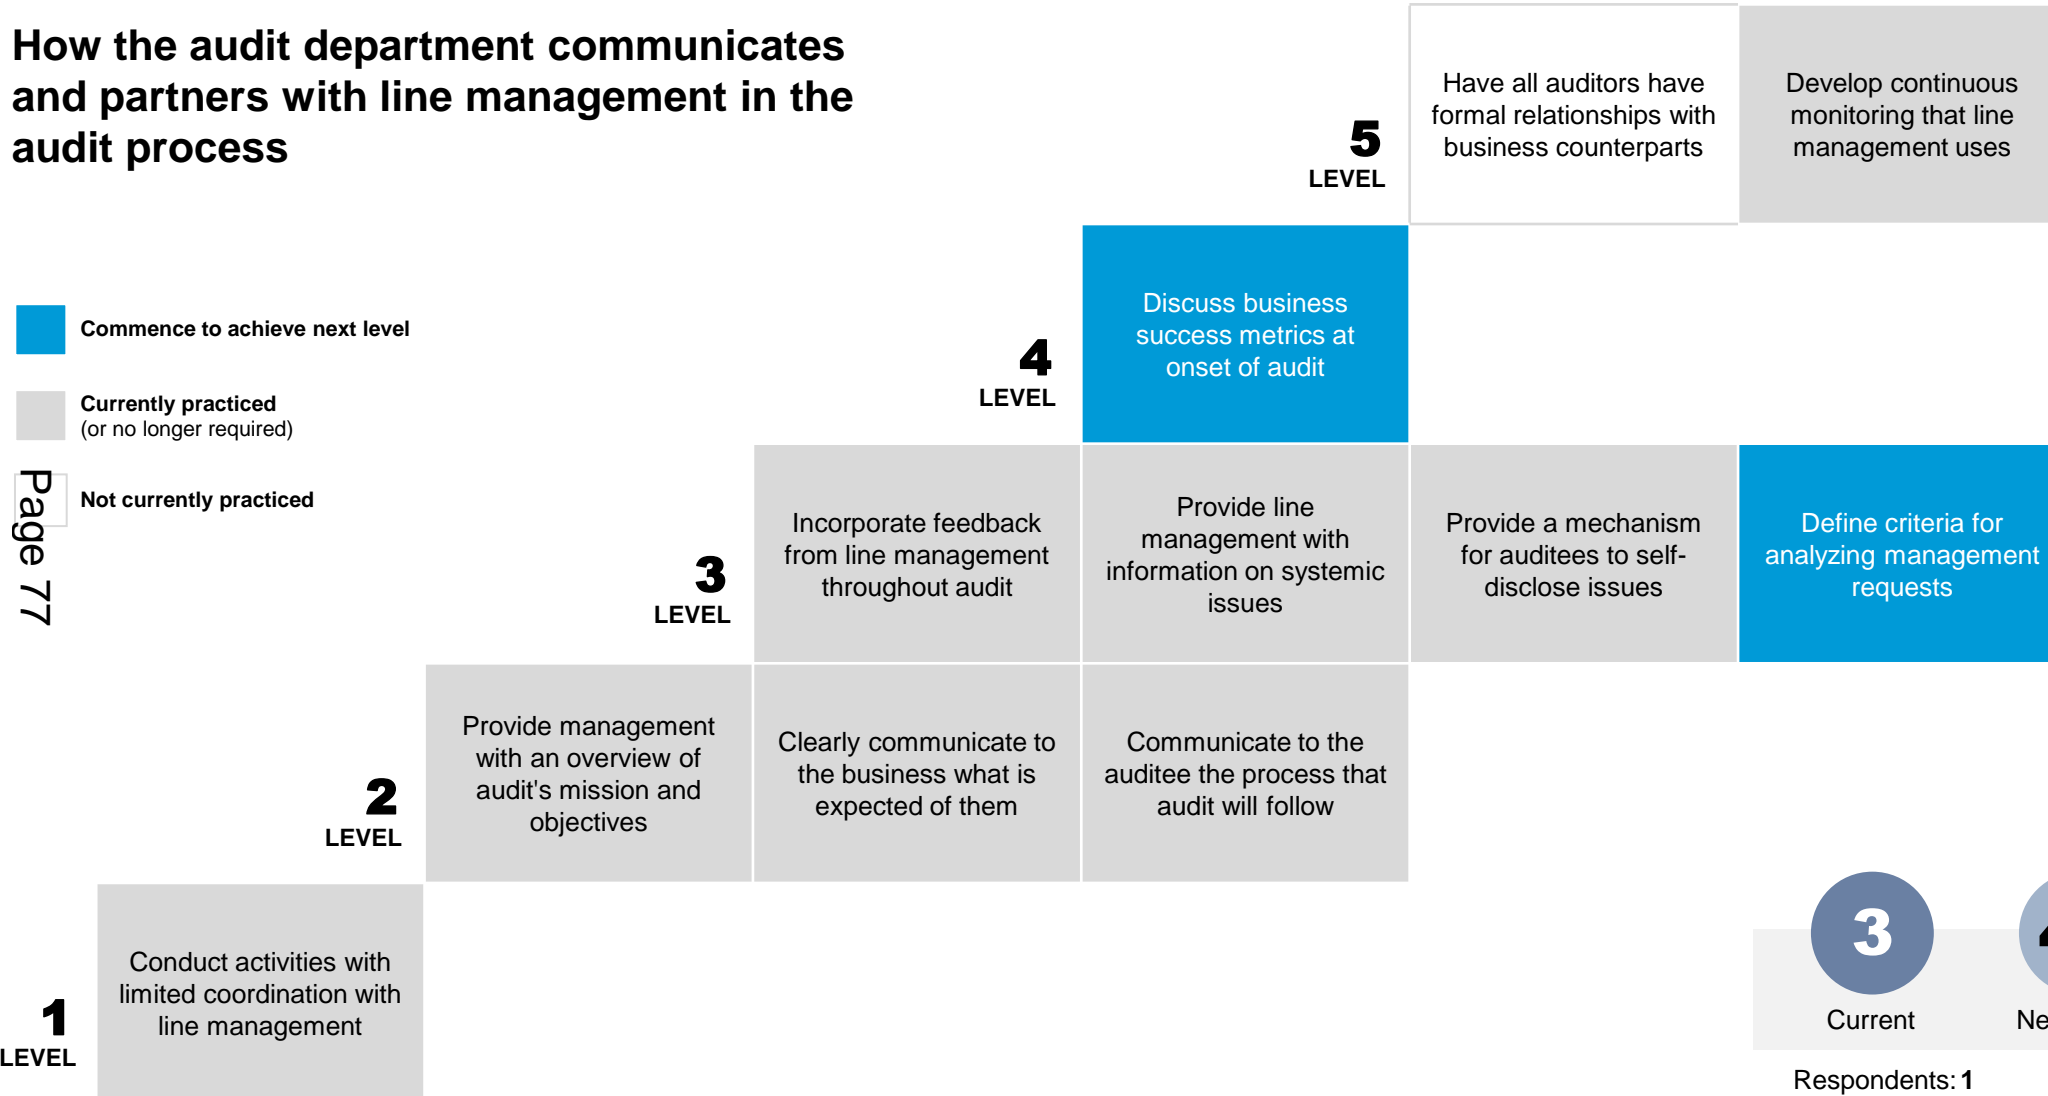 How the audit department communicates
and partners with line management in the
audit process
5
LEVEL
Have all auditors have
formal relationships with
business counterparts
Develop continuous
monitoring that line
management uses
Commence to achieve next level
Currently practiced
(or no longer required)
Not currently practiced
Page 77
4
LEVEL
Discuss business
success metrics at
onset of audit
3
LEVEL
Incorporate feedback
from line management
throughout audit
Provide line
management with
information on systemic
issues
Provide a mechanism
for auditees to self-
disclose issues
Define criteria for
analyzing management
requests
2
LEVEL
Provide management
with an overview of
audit's mission and
objectives
Clearly communicate to
the business what is
expected of them
Communicate to the
auditee the process that
audit will follow
1
LEVEL
Conduct activities with
limited coordination with
line management
3
Current
Respondents: 1